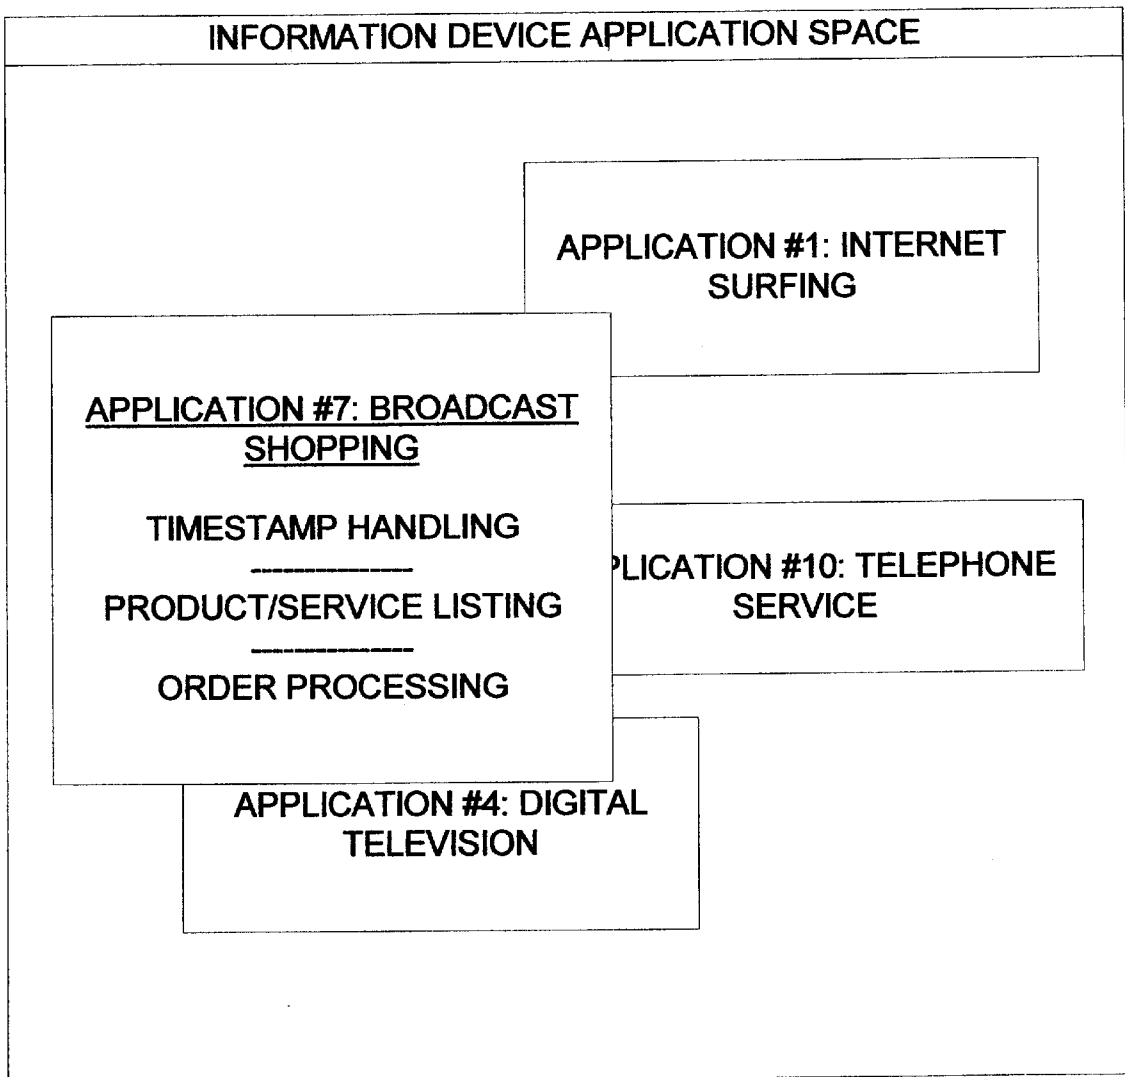 INFORMATION DEVICE APPLICATION SPACE
APPLICATION #1: INTERNET
SURFING
APPLICATION #7: BROADCAST
SHOPPING
TIMESTAMP HANDLING
---------------
PRODUCT/SERVICE LISTING
---------------
ORDER PROCESSING
PLICATION #10: TELEPHONE
SERVICE
APPLICATION #4: DIGITAL
TELEVISION